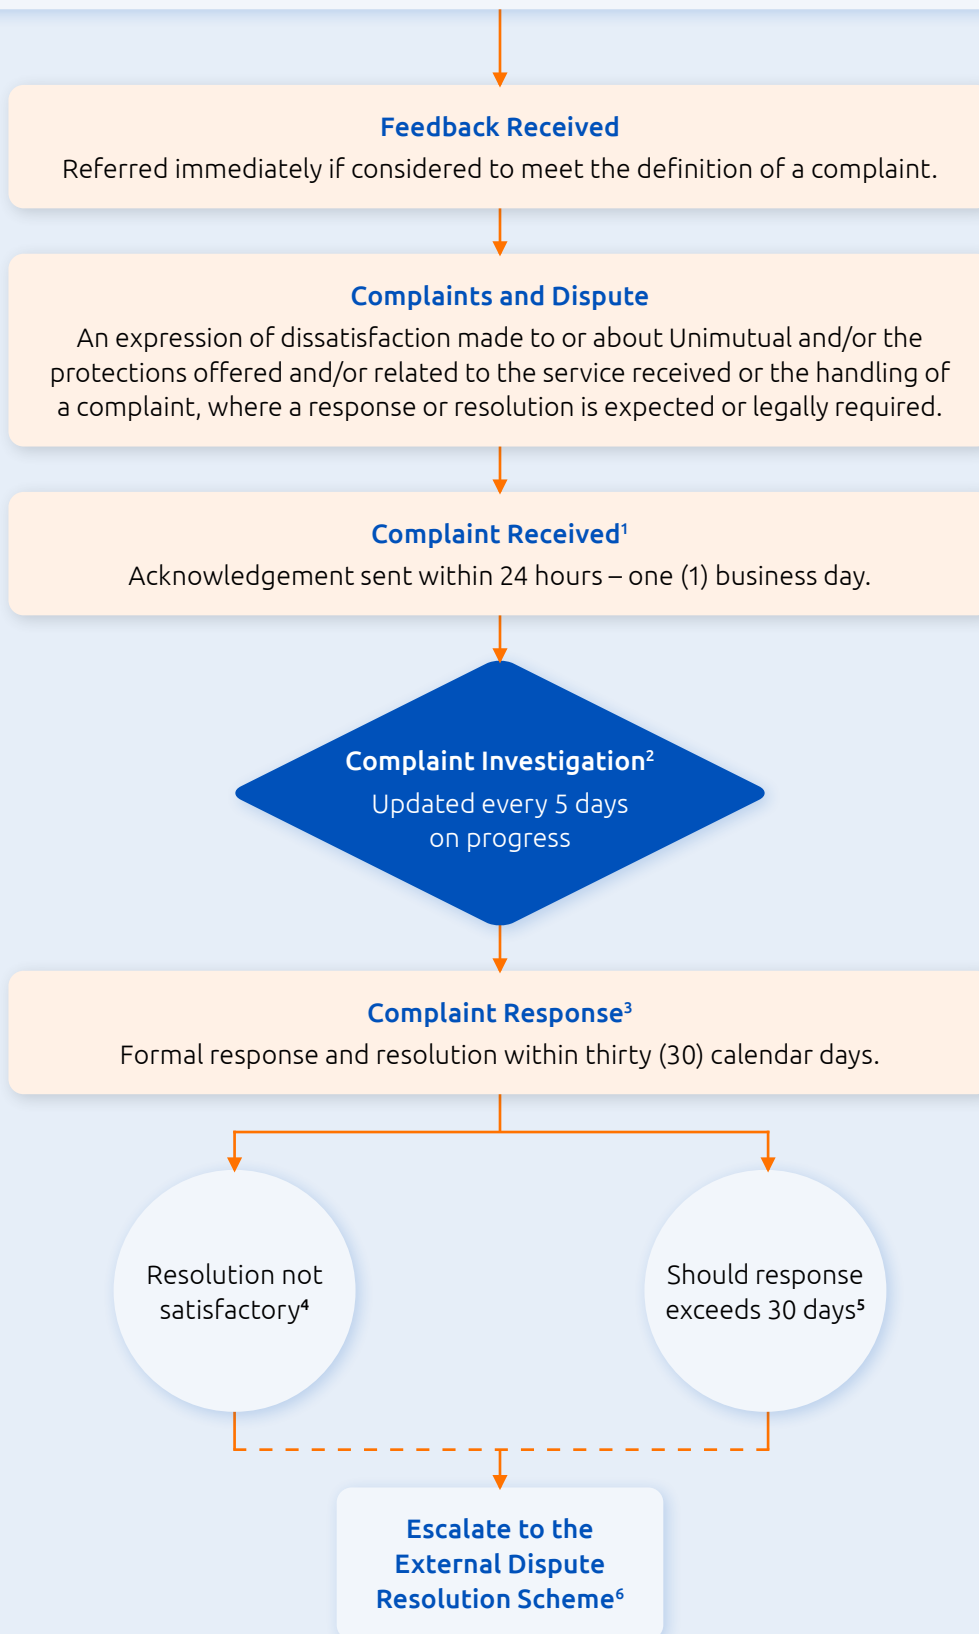 Feedback Received
Referred immediately if considered to meet the definition of a complaint.
Complaints and Dispute
An expression of dissatisfaction made to or about Unimutual and/or the
protections offered and/or related to the service received or the handling of
a complaint, where a response or resolution is expected or legally required.
Complaint Received¹
Acknowledgement sent within 24 hours – one (1) business day.
Complaint Investigation²
Updated every 5 days
on progress
Complaint Response³
Formal response and resolution within thirty (30) calendar days.
Resolution not
satisfactory⁴
Should response
exceeds 30 days⁵
Escalate to the
External Dispute
Resolution Scheme⁶